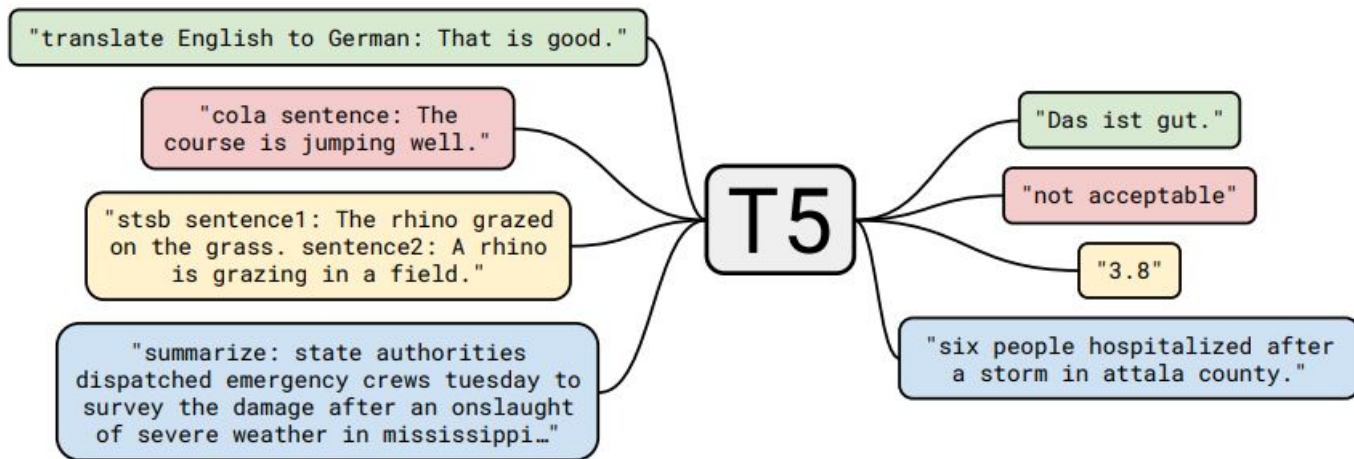 "translate English to German: That is good."
"cola sentence: The
course is jumping well."
"stsb sentence1: The rhino grazed
on the grass. sentence2: A rhino
is grazing in a field."
"summarize: state authorities
dispatched emergency crews tuesday to
survey the damage after an onslaught
of severe weather in mississippi…"
T5
"Das ist gut."
"not acceptable"
"3.8"
"six people hospitalized after
a storm in attala county."